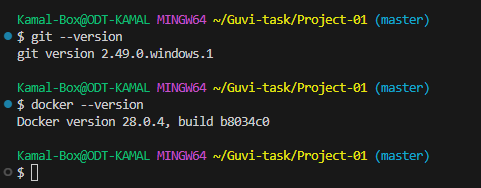 Kamal-Box@ODT-KAMAL MINGW64 ~/Guvi-task/Project-01 (master)
$ git --version
git version 2.49.0.windows.1
Kamal-Box@ODT-KAMAL MINGW64 ~/Guvi-task/Project-01 (master)
$ docker --version
Docker version 28.0.4, build b8034c0
Kamal-Box@ODT-KAMAL MINGW64 ~/Guvi-task/Project-01 (master)
$